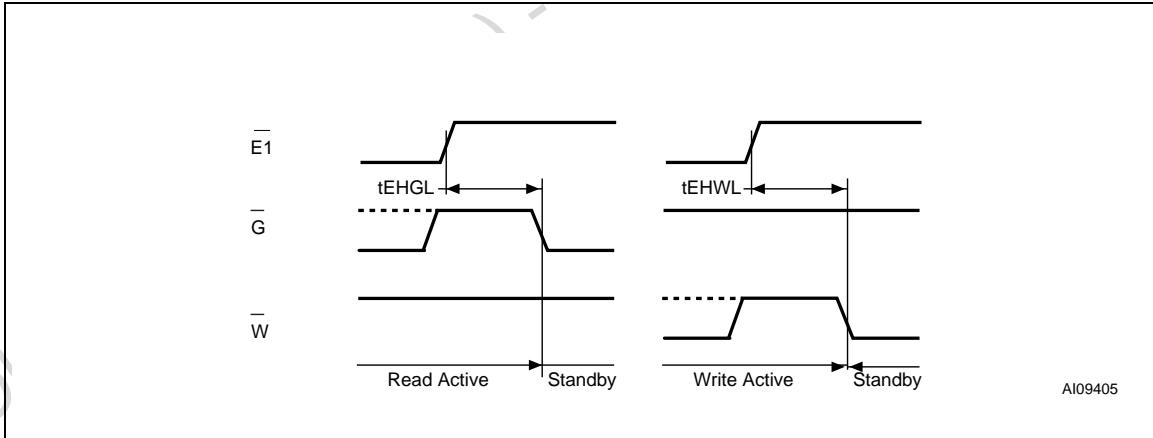 E1
tEHGL
tEHWL
G
W
Read Active
Standby
Write Active
Standby
AI09405